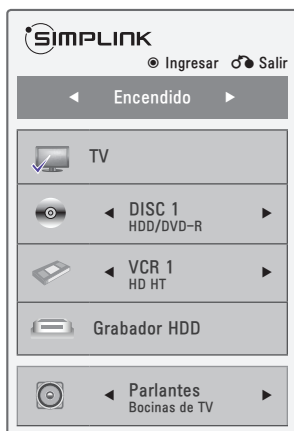 SIMPLINK
Ingresar Salir
Encendido
TV
DISC 1
HDD/DVD-R
VCR 1
HD HT
Grabador HDD
Parlantes
Bocinas de TV